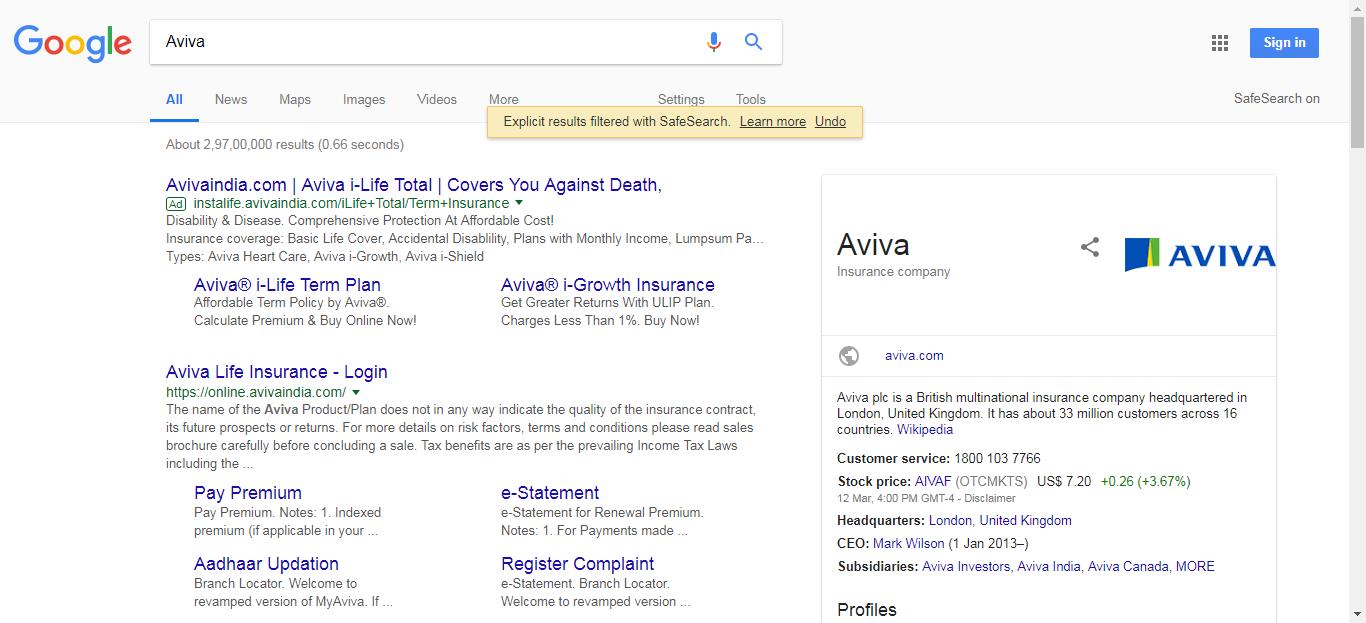 Google
Aviva
Sign in
All News Maps Images Videos More Settings Tools
SafeSearch on
Explicit results filtered with SafeSearch. Learn more Undo
About 2,97,00,000 results (0.66 seconds)
Avivaindia.com | Aviva i-Life Total | Covers You Against Death,
Ad instalife.avivaindia.com/iLife+Total/Term+Insurance
Disability & Disease. Comprehensive Protection At Affordable Cost!
Insurance coverage: Basic Life Cover, Accidental Disablility, Plans with Monthly Income, Lumpsum Pa…
Types: Aviva Heart Care, Aviva i-Growth, Aviva i-Shield
Aviva® i-Life Term Plan
Affordable Term Policy by Aviva®.
Calculate Premium & Buy Online Now!
Aviva® i-Growth Insurance
Get Greater Returns With ULIP Plan.
Charges Less Than 1%. Buy Now!
Aviva Life Insurance - Login
https://online.avivaindia.com/
The name of the Aviva Product/Plan does not in any way indicate the quality of the insurance contract,
its future prospects or returns. For more details on risk factors, terms and conditions please read sales
brochure carefully before concluding a sale. Tax benefits are as per the prevailing Income Tax Laws
including the ...
Pay Premium
Pay Premium. Notes: 1. Indexed
premium (if applicable in your ...
e-Statement
e-Statement for Renewal Premium.
Notes: 1. For Payments made ...
Aadhaar Updation
Branch Locator. Welcome to
revamped version of MyAviva. If ...
Register Complaint
e-Statement. Branch Locator.
Welcome to revamped version ...
Aviva
Insurance company
AVIVA
aviva.com
Aviva plc is a British multinational insurance company headquartered in
London, United Kingdom. It has about 33 million customers across 16
countries. Wikipedia
Customer service: 1800 103 7766
Stock price: AIVAF (OTCMKTS) US$ 7.20 +0.26 (+3.67%)
12 Mar, 4:00 PM GMT-4 - Disclaimer
Headquarters: London, United Kingdom
CEO: Mark Wilson (1 Jan 2013–)
Subsidiaries: Aviva Investors, Aviva India, Aviva Canada, MORE
Profiles